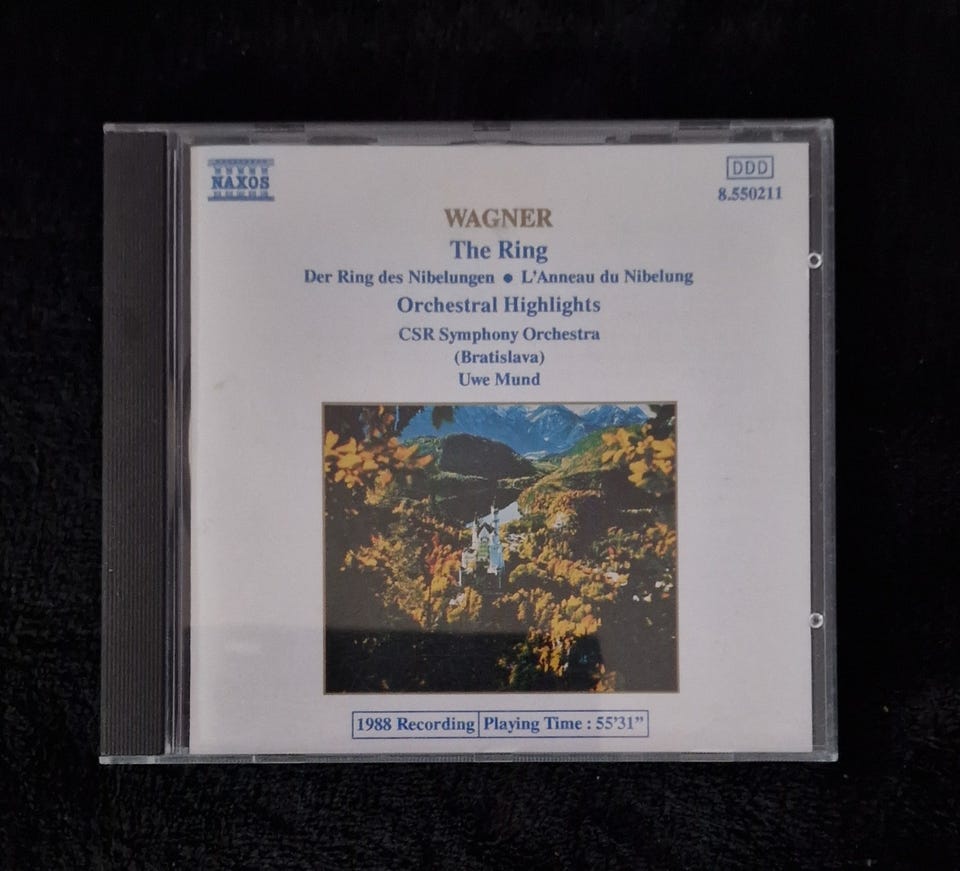 NAXOS
DDD
8.550211
WAGNER
The Ring
Der Ring des Nibelungen • L'Anneau du Nibelung
Orchestral Highlights
CSR Symphony Orchestra
(Bratislava)
Uwe Mund
1988 Recording Playing Time : 55'31"